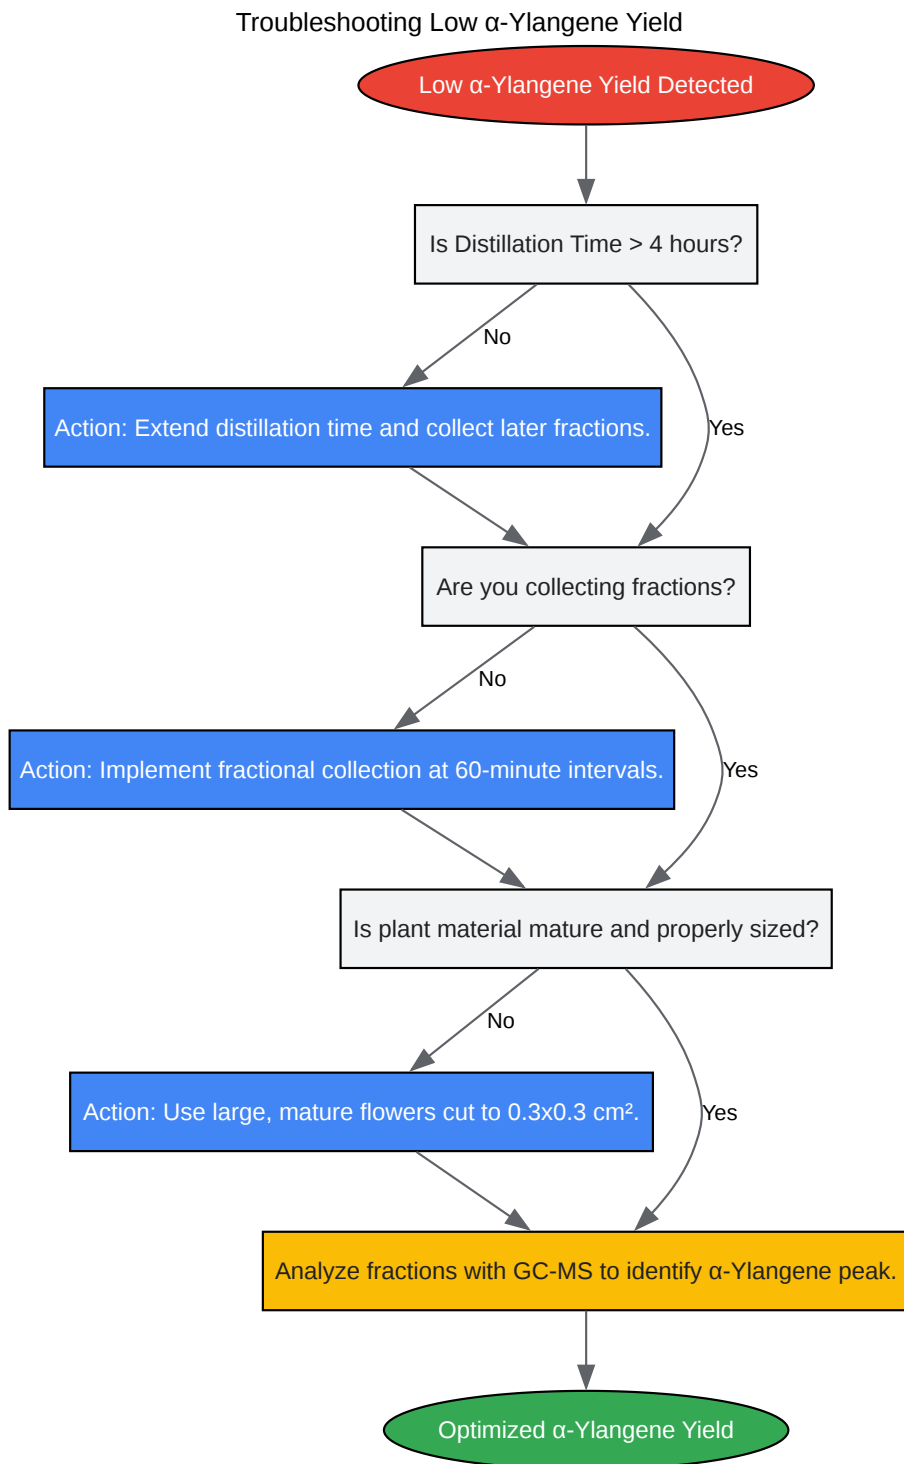 Troubleshooting Low α-Ylangene Yield
Low α-Ylangene Yield Detected
Is Distillation Time > 4 hours?
No
Yes
Action: Extend distillation time and collect later fractions.
Are you collecting fractions?
No
Yes
Action: Implement fractional collection at 60-minute intervals.
Is plant material mature and properly sized?
No
Yes
Action: Use large, mature flowers cut to 0.3x0.3 cm².
Analyze fractions with GC-MS to identify α-Ylangene peak.
Optimized α-Ylangene Yield